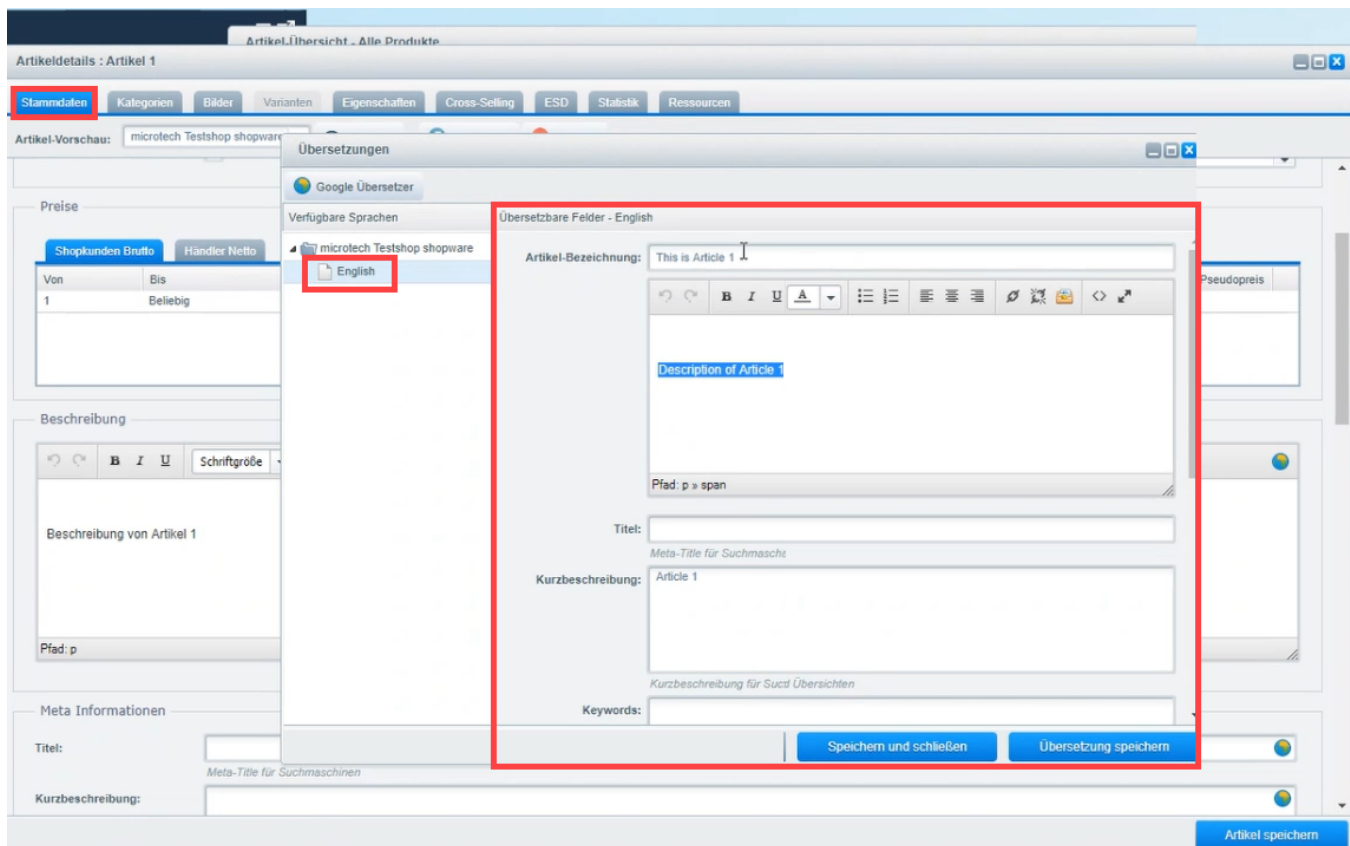 Artikel-Übersicht - Alle Produkte
Artikeldetails : Artikel 1
Stammdaten Kategorien Bilder Varianten Eigenschaften Cross-Selling ESD Statistik Ressourcen
Artikel-Vorschau: microtech Testshop shopware
Übersetzungen
Google Übersetzer
Verfügbare Sprachen
microtech Testshop shopware
English
Übersetzbare Felder - English
Artikel-Bezeichnung: This is Article 1
B I U A
Description of Article 1
Pfad: p » span
Titel:
Meta-Title für Suchmaschi
Kurzbeschreibung: Article 1
Kurzbeschreibung für Übersichten
Keywords:
Speichern und schließen Übersetzung speichern
Preise
Shopkunden Brutto Händler Netto
Von Bis Pseudopreis
1 Beliebig
Beschreibung
B I U Schriftgröße
Beschreibung von Artikel 1
Pfad: p
Meta Informationen
Titel:
Meta-Title für Suchmaschinen
Kurzbeschreibung:
Artikel speichern